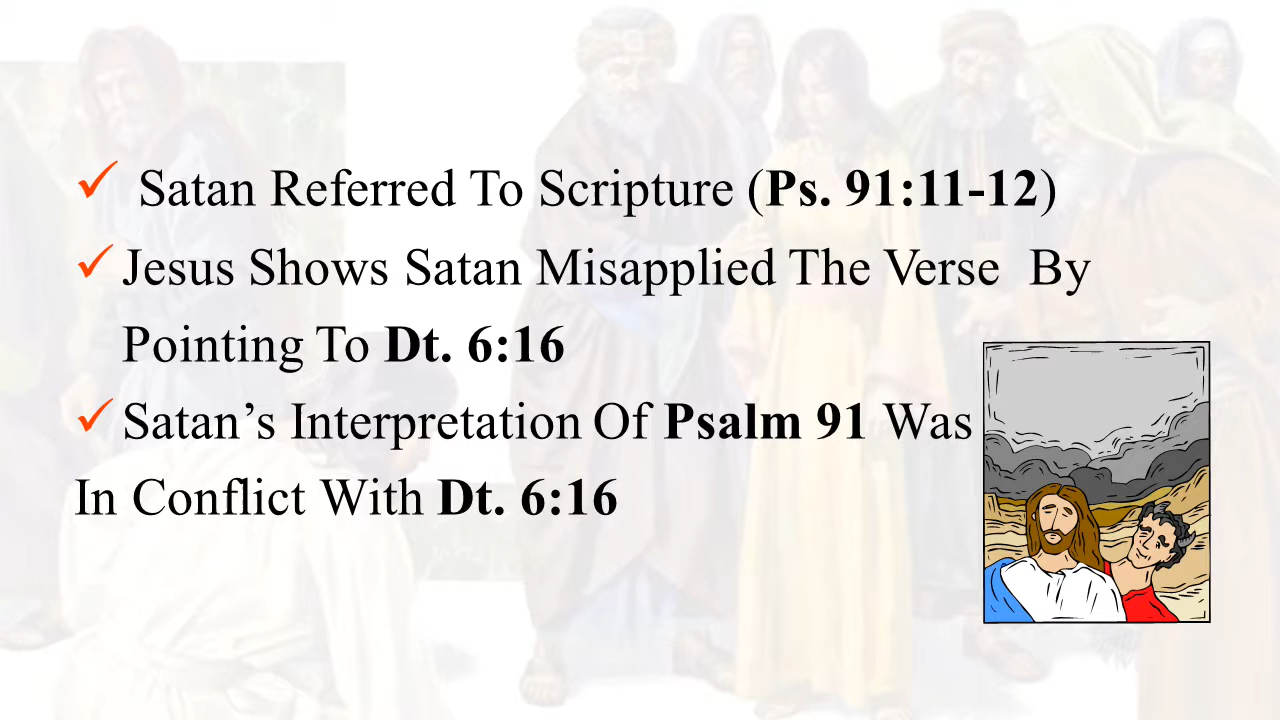 ✓ Satan Referred To Scripture (Ps. 91:11-12)
✓ Jesus Shows Satan Misapplied The Verse  By
Pointing To Dt. 6:16
✓ Satan’s Interpretation Of Psalm 91 Was
In Conflict With Dt. 6:16